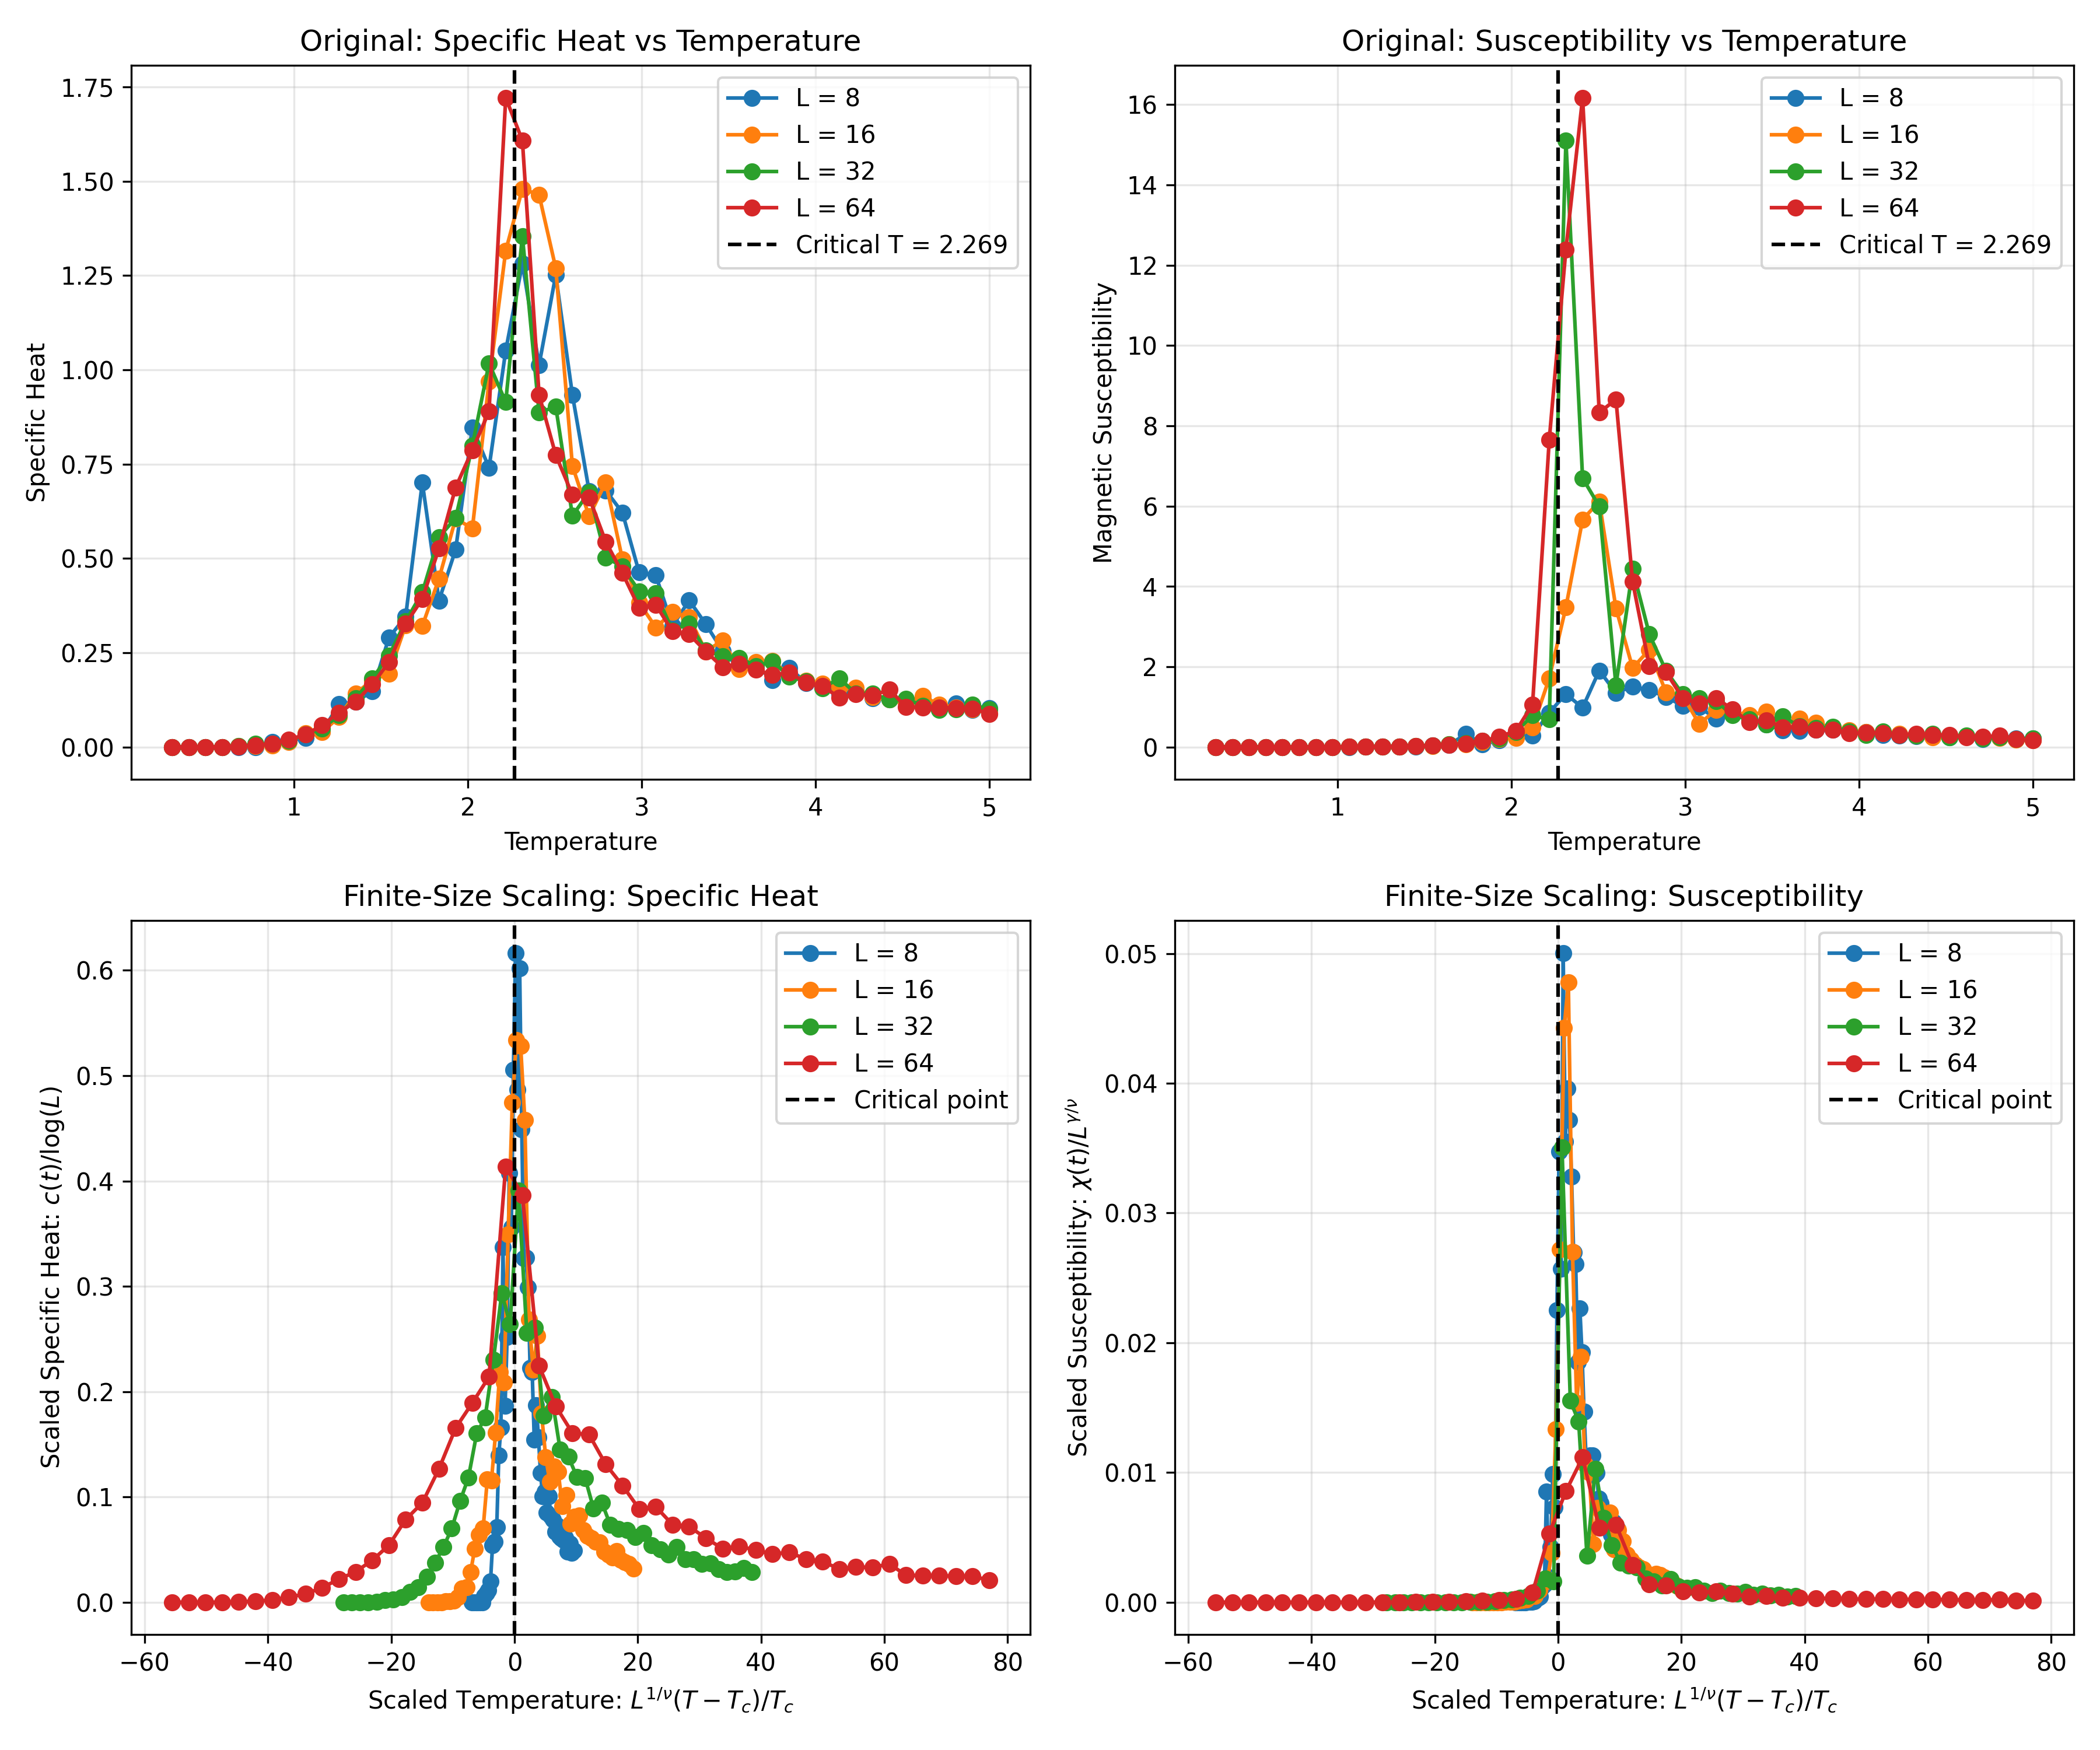 Original: Specific Heat vs Temperature
1.75
1.50
1.25
1.00
0.75
0.50
0.25
0.00
Specific Heat
L = 8
L = 16
L = 32
L = 64
Critical T = 2.269
1 2 3 4 5
Temperature
Original: Susceptibility vs Temperature
16
14
12
10
8
6
4
2
0
Magnetic Susceptibility
L = 8
L = 16
L = 32
L = 64
Critical T = 2.269
1 2 3 4 5
Temperature
Finite-Size Scaling: Specific Heat
0.6
0.5
0.4
0.3
0.2
0.1
0.0
Scaled Specific Heat: c(t)/log(L)
L = 8
L = 16
L = 32
L = 64
Critical point
−60 −40 −20 0 20 40 60 80
Scaled Temperature: L^{1/ν}(T − T_c)/T_c
Finite-Size Scaling: Susceptibility
0.05
0.04
0.03
0.02
0.01
0.00
Scaled Susceptibility: χ(t)/L^{γ/ν}
L = 8
L = 16
L = 32
L = 64
Critical point
−60 −40 −20 0 20 40 60 80
Scaled Temperature: L^{1/ν}(T − T_c)/T_c